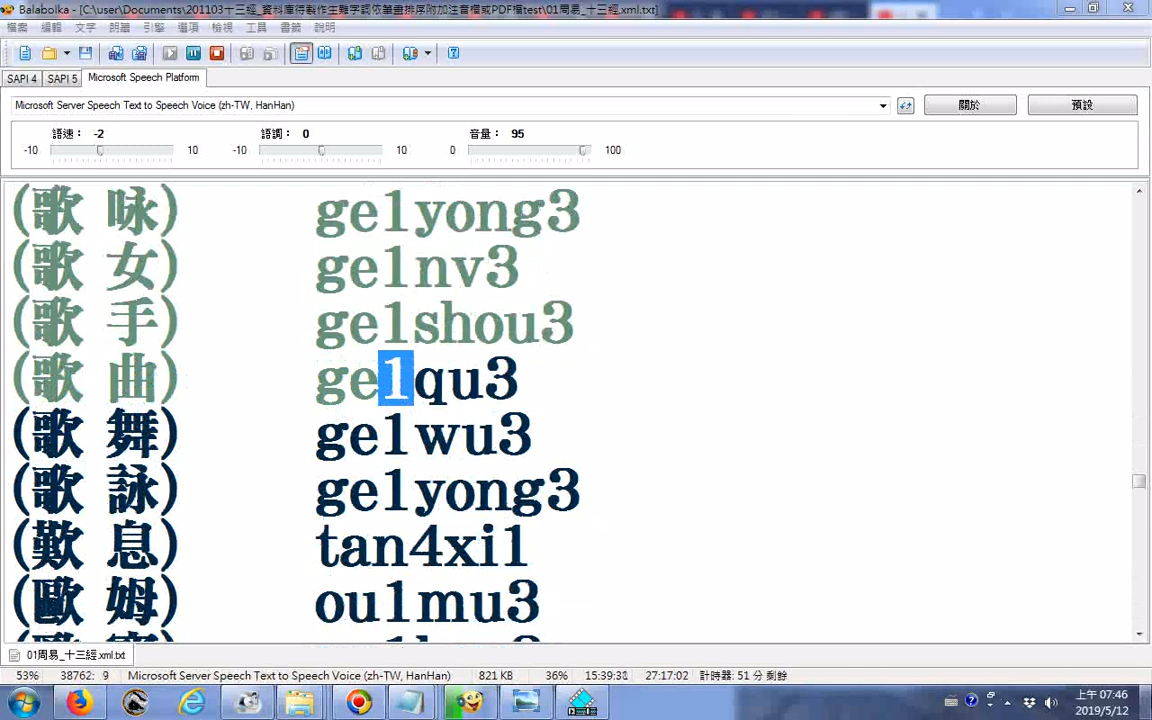 Balabolka - [C:\user\Documents\201103十三經_資料庫待製作生難字詞依筆畫排序附加注音檔或PDF檔test\01周易_十三經.xml.txt]
檔案 編輯 文字 朗誦 引擎 選項 檢視 工具 書籤 說明
SAPI 4 SAPI 5 Microsoft Speech Platform
Microsoft Server Speech Text to Speech Voice (zh-TW, HanHan) 關於 預設
語速： -2 語調： 0 音量： 95
-10 10 -10 10 0 100
(歌 咏) ge1yong3
(歌 女) ge1nv3
(歌 手) ge1shou3
(歌 曲) ge1qu3
(歌 舞) ge1wu3
(歌 詠) ge1yong3
(歎 息) tan4xi1
(歐 姆) ou1mu3
01周易_十三經.xml.txt
53% 38762: 9 Microsoft Server Speech Text to Speech Voice (zh-TW, HanHan) 821 KB 36% 15:39:38 27:17:02 計時器: 51 分 剩餘
上午 07:46
2019/5/12